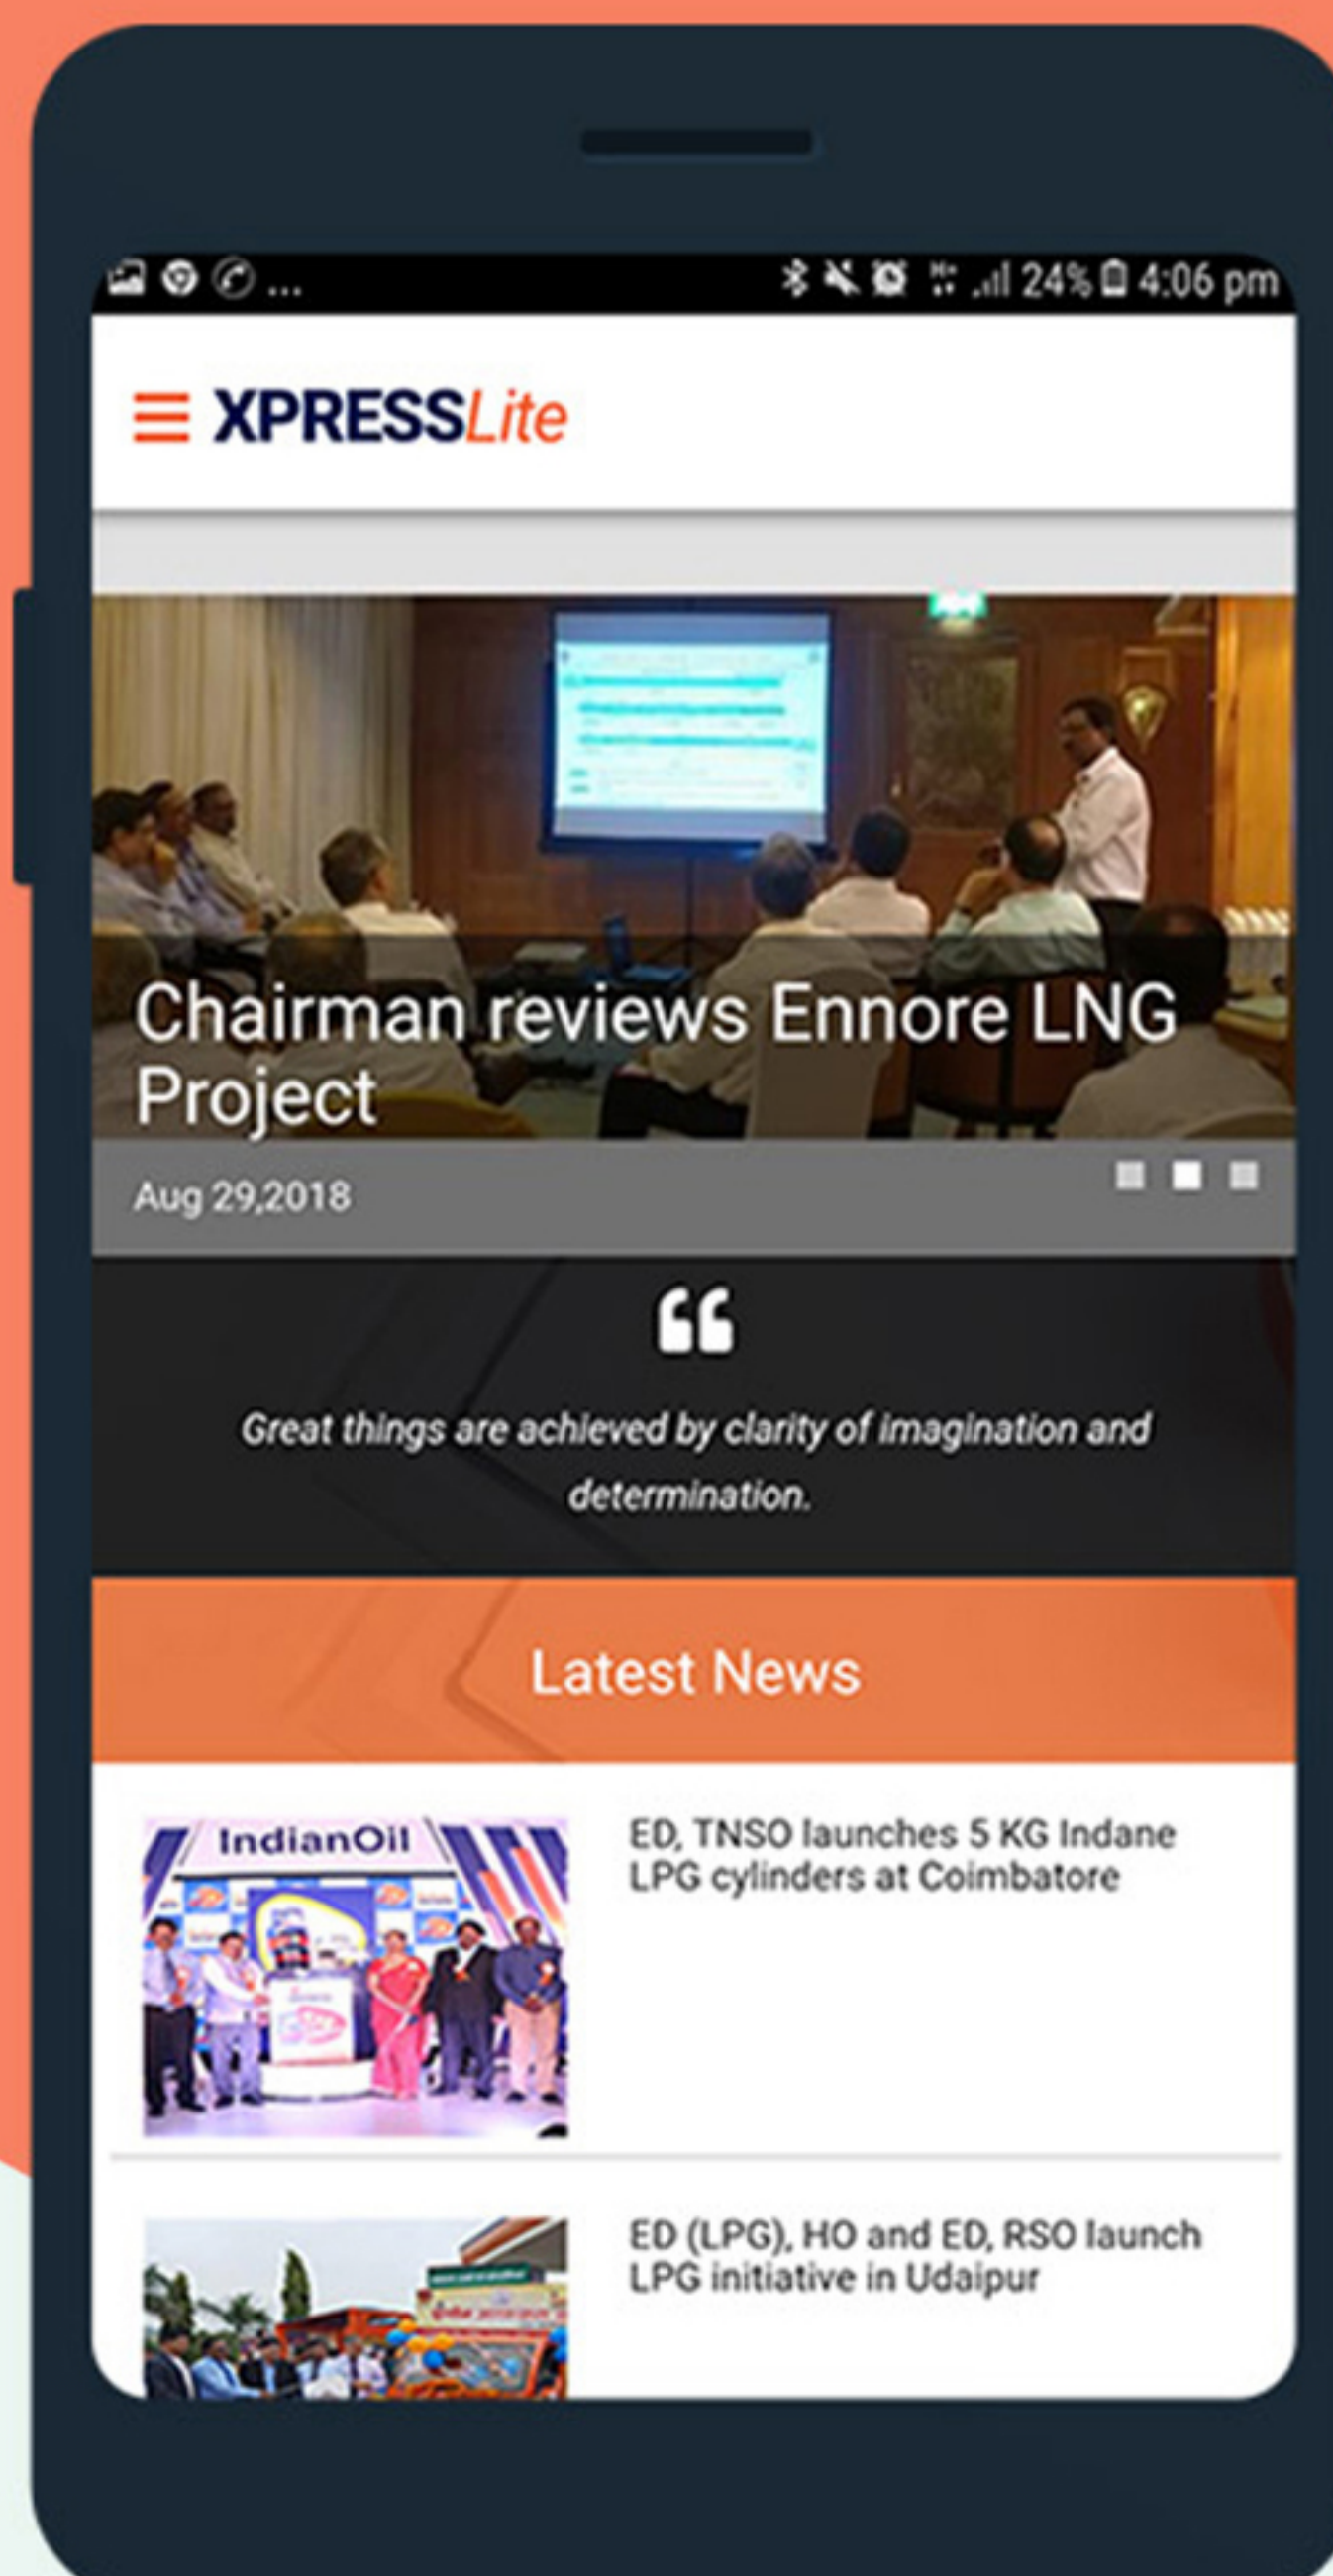 ... 24% 4:06 pm
XPRESSLite
Chairman reviews Ennore LNG
Project
Aug 29,2018
“
Great things are achieved by clarity of imagination and
determination.
Latest News
IndianOil
ED, TNSO launches 5 KG Indane
LPG cylinders at Coimbatore
ED (LPG), HO and ED, RSO launch
LPG initiative in Udaipur